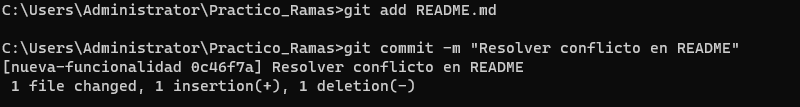 C:\Users\Administrator\Practico_Ramas>git add README.md
C:\Users\Administrator\Practico_Ramas>git commit -m "Resolver conflicto en README"
[nueva-funcionalidad 0c46f7a] Resolver conflicto en README
 1 file changed, 1 insertion(+), 1 deletion(-)